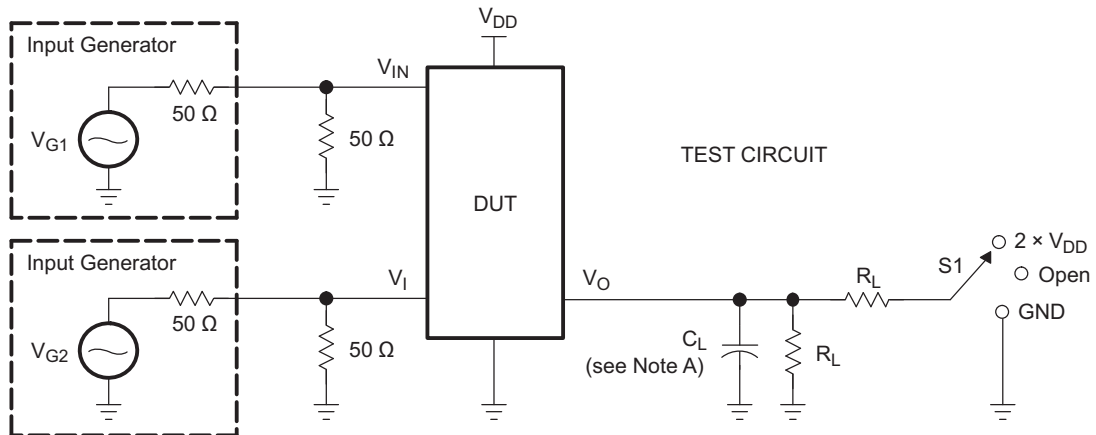 Input Generator
V_G1
50 Ω
50 Ω
V_IN
V_DD
DUT
TEST CIRCUIT
Input Generator
V_G2
50 Ω
50 Ω
V_I
V_O
C_L
(see Note A)
R_L
R_L
S1
2 × V_DD
Open
GND